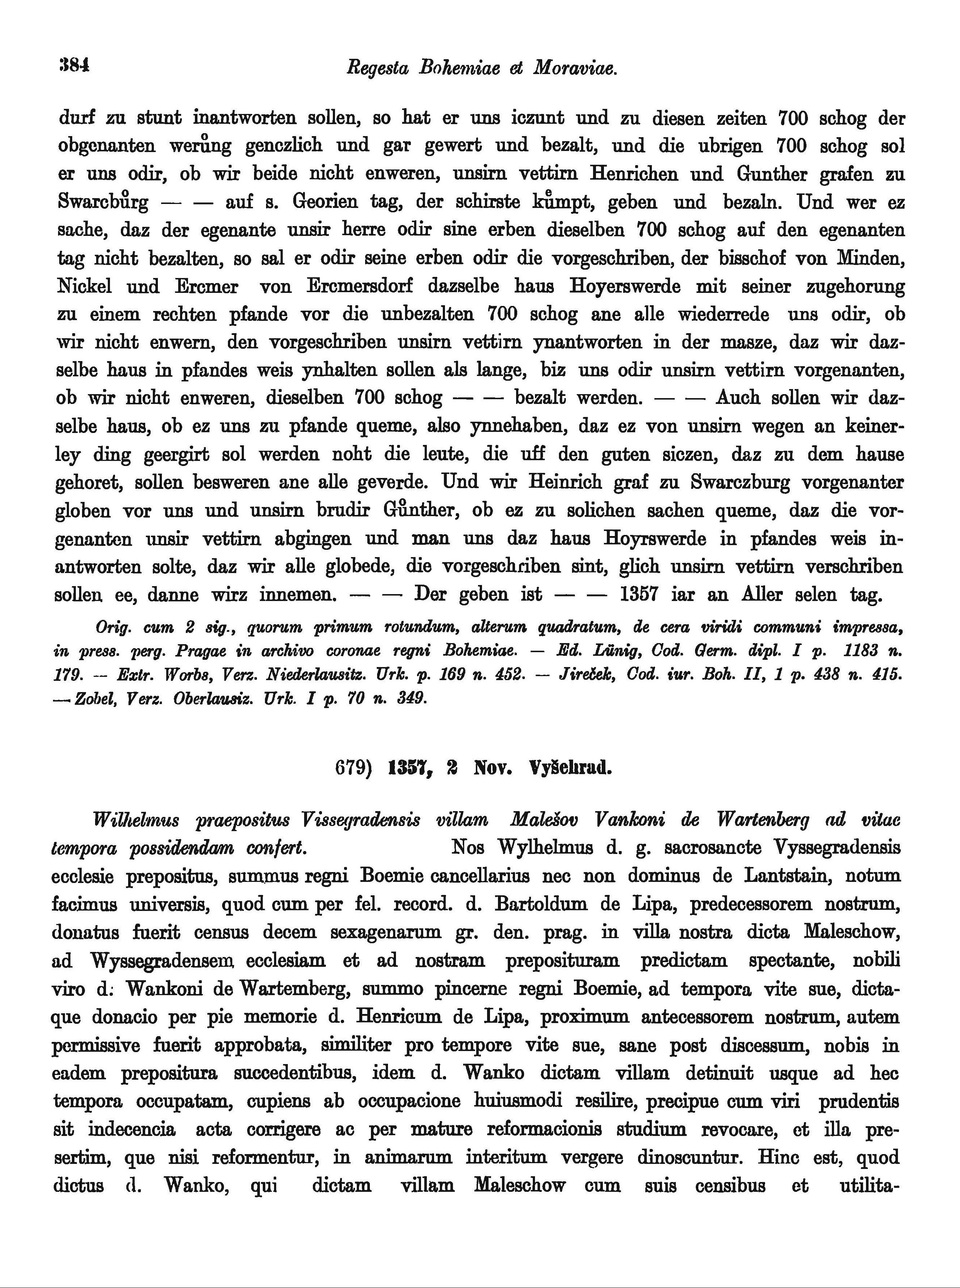 384 Regesta Bohemiae et Moraviae.
durf zu stunt inantworten sollen, so hat er uns iczunt und zu diesen zeiten 700 schog der
obgenanten werůng genczlich und gar gewert und bezalt, und die ubrigen 700 schog sol
er uns odir, ob wir beide nicht enweren, unsirn vettirn Henrichen und Gunther grafen zu
Swarcbůrg — — auf s. Georien tag, der schirste kůmpt, geben und bezaln. Und wer ez
sache, daz der egenante unsir herre odir sine erben dieselben 700 schog auf den egenanten
tag nicht bezalten, so sal er odir seine erben odir die vorgeschriben, der bisschof von Minden,
Nickel und Ercmer von Ercmersdorf dazselbe haus Hoyerswerde mit seiner zugehorung
zu einem rechten pfande vor die unbezalten 700 schog ane alle wiederrede uns odir, ob
wir nicht enwern, den vorgeschriben unsirn vettirn ynantworten in der masze, daz wir daz-
selbe haus in pfandes weis ynhalten sollen als lange, biz uns odir unsirn vettirn vorgenanten,
ob wir nicht enweren, dieselben 700 schog — — bezalt werden. — — Auch sollen wir daz-
selbe haus, ob ez uns zu pfande queme, also ynnehaben, daz ez von unsirn wegen an keiner-
ley ding geergirt sol werden noht die leute, die uff den guten siczen, daz zu dem hause
gehoret, sollen besweren ane alle geverde. Und wir Heinrich graf zu Swarczburg vorgenanter
globen vor uns und unsirn brudir Gůnther, ob ez zu solichen sachen queme, daz die vor-
genanten unsir vettirn abgingen und man uns daz haus Hoyrswerde in pfandes weis in-
antworten solte, daz wir alle globede, die vorgeschriben sint, glich unsirn vettirn verschriben
sollen ee, danne wirz innemen. — — Der geben ist — — 1357 iar an Aller selen tag.
Orig. cum 2 sig., quorum primum rotundum, alterum quadratum, de cera viridi communi impressa,
in press. perg. Pragae in archivo coronae regni Bohemiae. — Ed. Lünig, Cod. Germ. dipl. I p. 1183 n.
179. — Extr. Worbs, Verz. Niederlausitz. Urk. p. 169 n. 452. — Jireček, Cod. iur. Boh. II, 1 p. 438 n. 415.
— Zobel, Verz. Oberlausiz. Urk. I p. 70 n. 349.
679) 1357, 2 Nov. Vyšehrad.
Wilhelmus praepositus Vissegradensis villam Malešov Vankoni de Wartenberg ad vitae
tempora possidendam confert. Nos Wylhelmus d. g. sacrosancte Vyssegradensis
ecclesie prepositus, summus regni Boemie cancellarius nec non dominus de Lantstain, notum
facimus universis, quod cum per fel. record. d. Bartoldum de Lipa, predecessorem nostrum,
donatus fuerit census decem sexagenarum gr. den. prag. in villa nostra dicta Maleschow,
ad Wyssegradensem ecclesiam et ad nostram preposituram predictam spectante, nobili
viro d. Wankoni de Wartemberg, summo pincerne regni Boemie, ad tempora vite sue, dicta-
que donacio per pie memorie d. Henricum de Lipa, proximum antecessorem nostrum, autem
permissive fuerit approbata, similiter pro tempore vite sue, sane post discessum, nobis in
eadem prepositura succedentibus, idem d. Wanko dictam villam detinuit usque ad hec
tempora occupatam, cupiens ab occupacione huiusmodi resilire, precipue cum viri prudentis
sit indecencia acta corrigere ac per mature reformacionis studium revocare, et illa pre-
sertim, que nisi reformentur, in animarum interitum vergere dinoscuntur. Hinc est, quod
dictus d. Wanko, qui dictam villam Maleschow cum suis censibus et utilita-